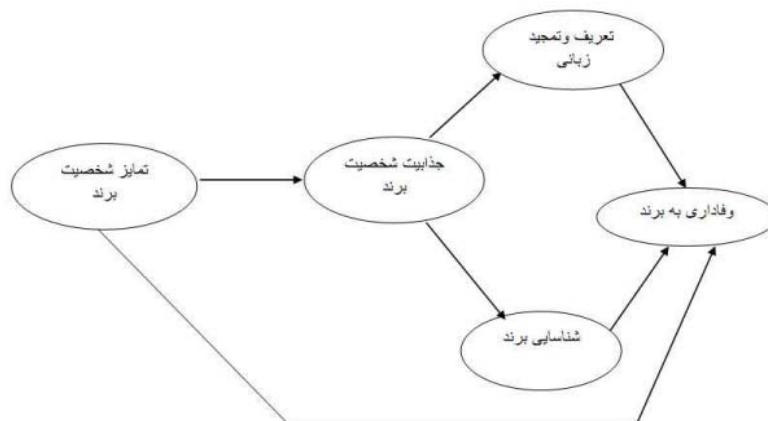 تعریف وتمجید
زبانی
جذابیت شخصیت
برند
تمایز شخصیت
برند
وفاداری به برند
شناسایی برند